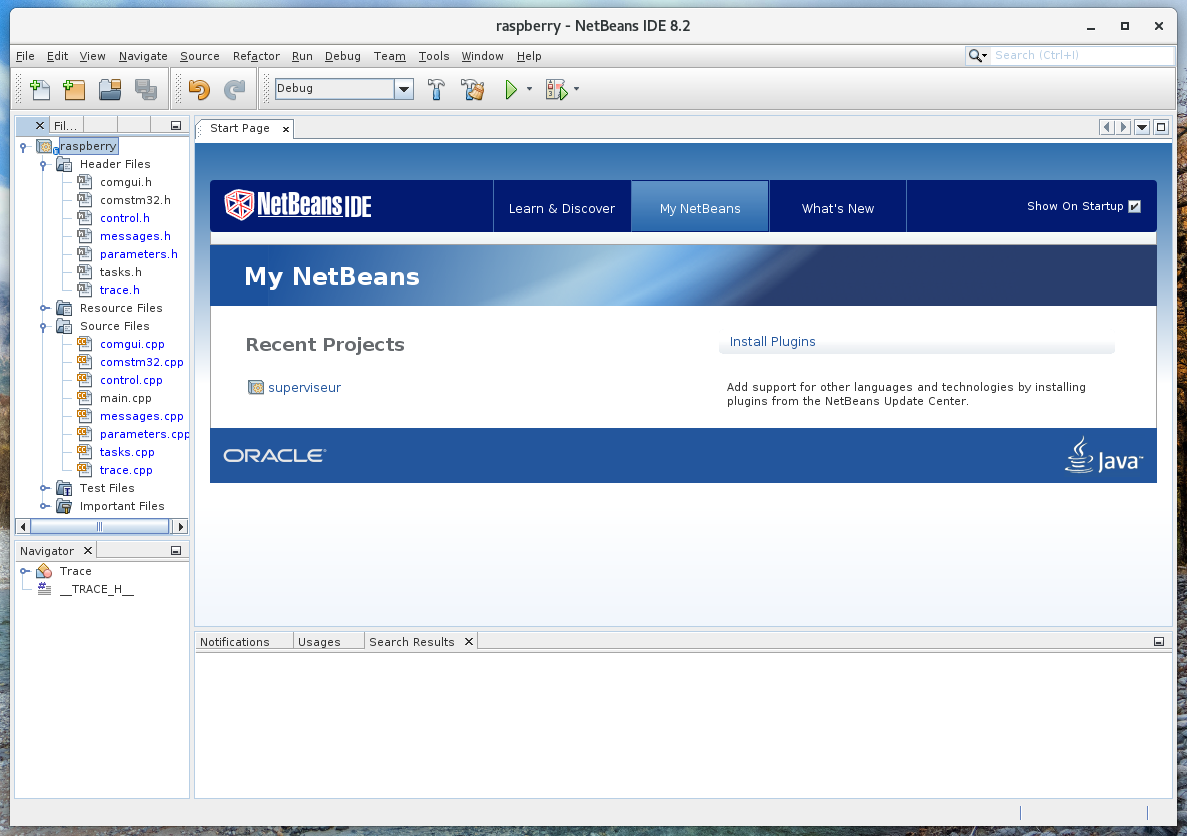 raspberry - NetBeans IDE 8.2
File Edit View Navigate Source Refactor Run Debug Team Tools Window Help
Search (Ctrl+I)
Debug
Fil...
raspberry
Header Files
comgui.h
comstm32.h
control.h
messages.h
parameters.h
tasks.h
trace.h
Resource Files
Source Files
comgui.cpp
comstm32.cpp
control.cpp
main.cpp
messages.cpp
parameters.cpp
tasks.cpp
trace.cpp
Test Files
Important Files
Navigator
Trace
__TRACE_H__
Start Page
NetBeans IDE
Learn & Discover
My NetBeans
What's New
Show On Startup
My NetBeans
Recent Projects
superviseur
Install Plugins
Add support for other languages and technologies by installing
plugins from the NetBeans Update Center.
ORACLE
Java
Notifications Usages Search Results